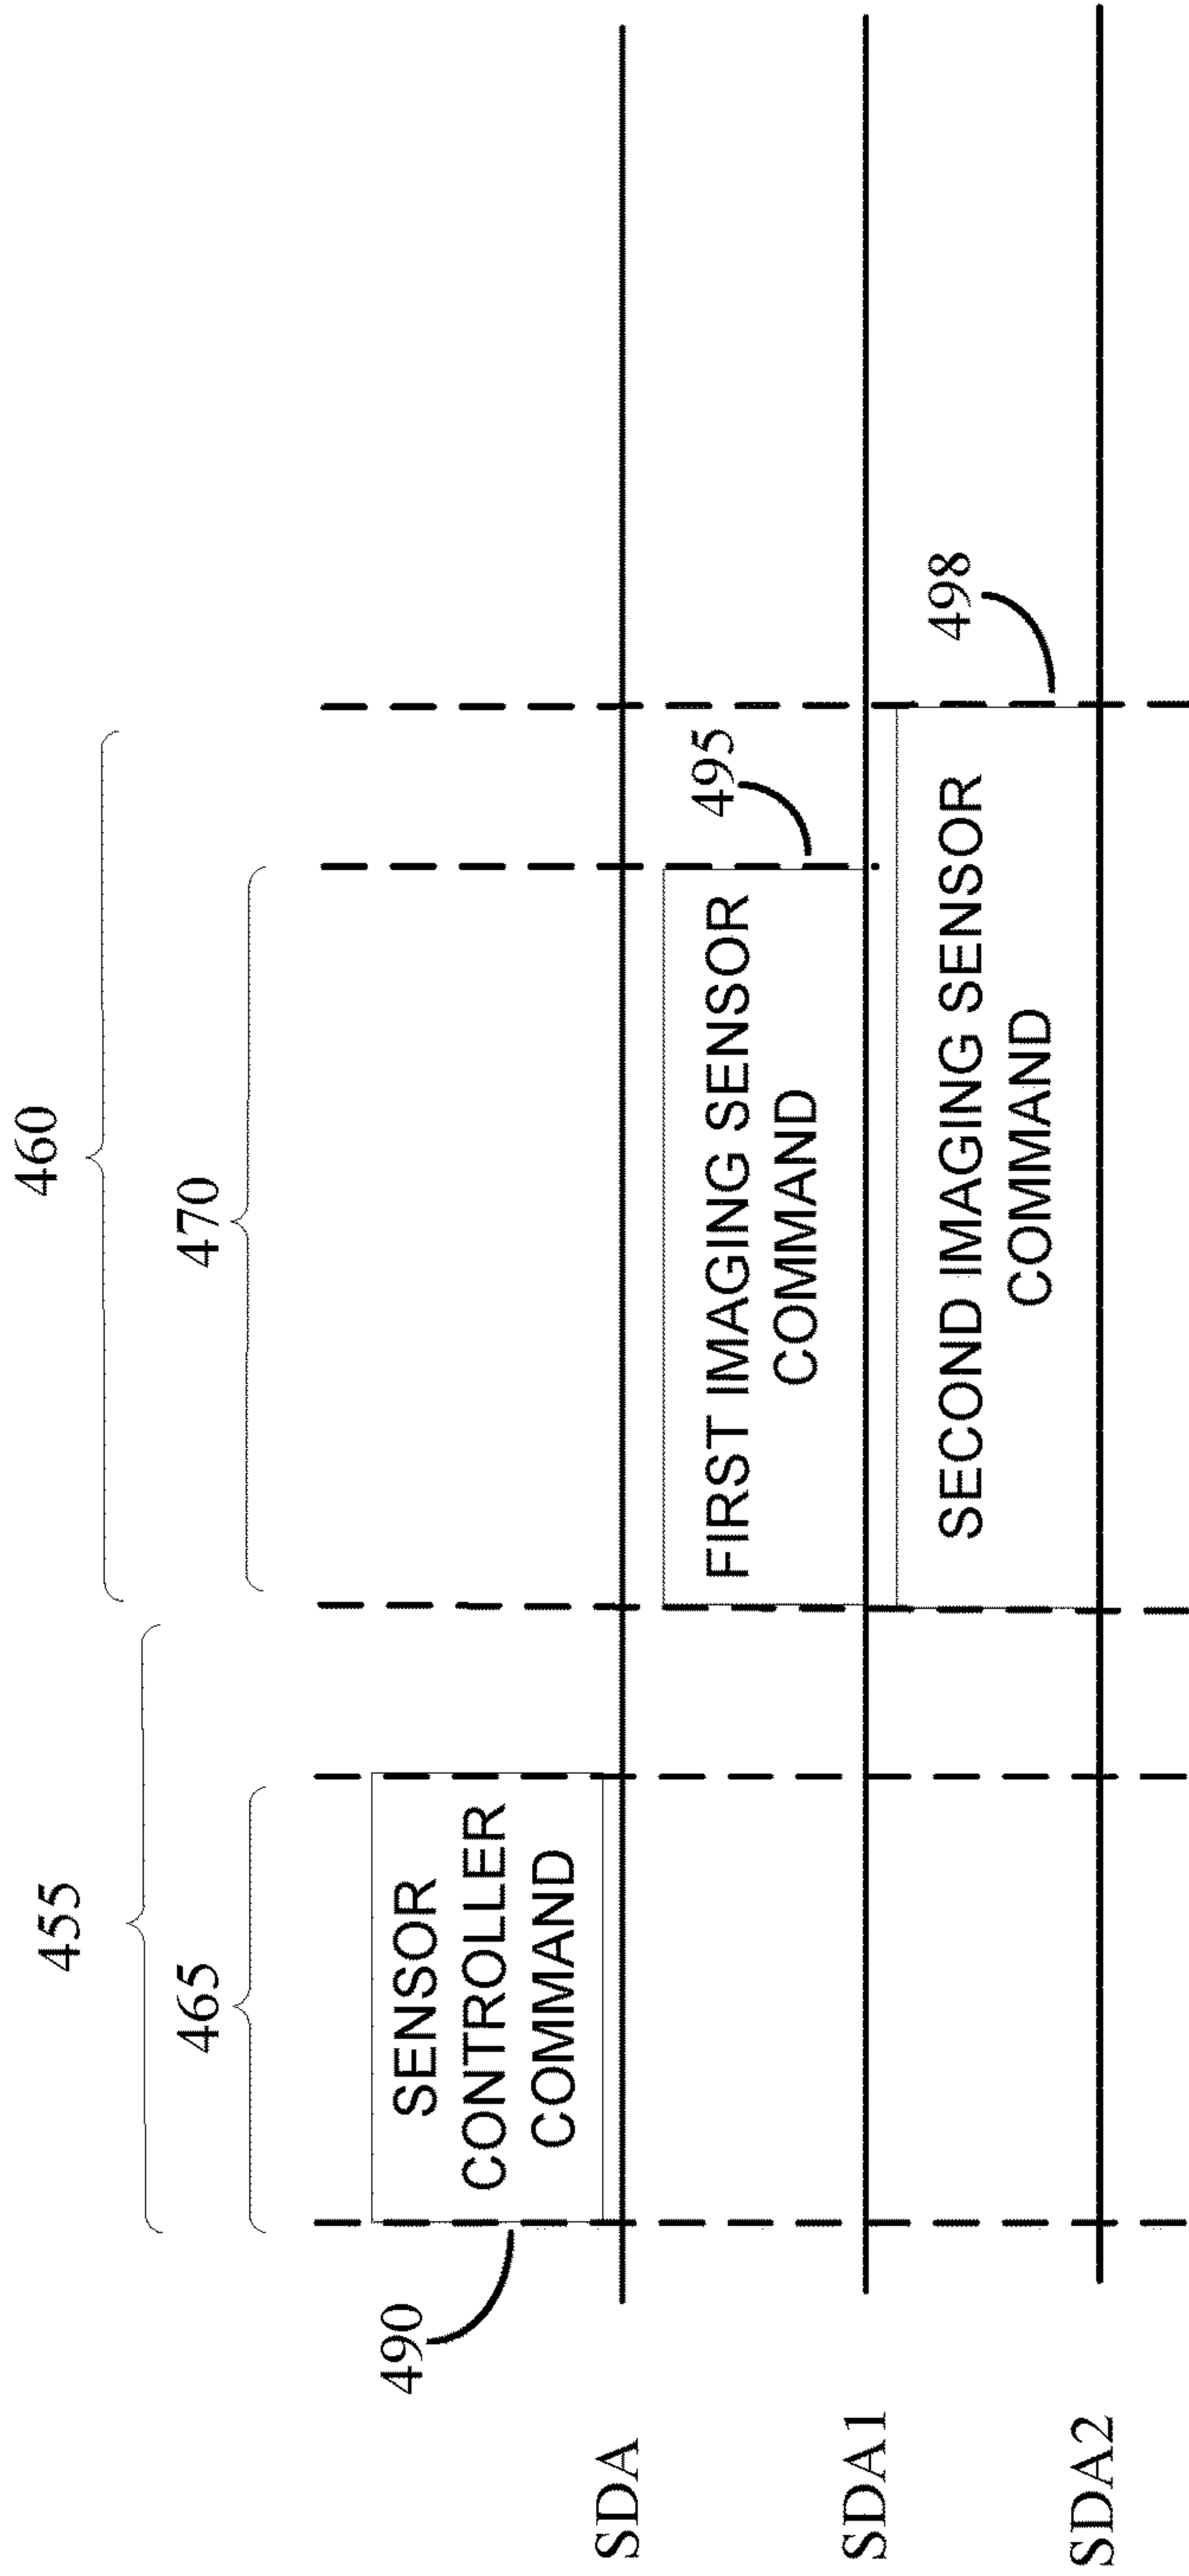 455
460
465
470
490
SENSOR
CONTROLLER
COMMAND
SDA
495
FIRST IMAGING SENSOR
COMMAND
SDA1
498
SECOND IMAGING SENSOR
COMMAND
SDA2